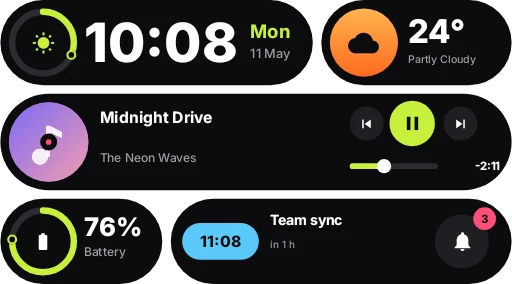 10:08
Mon
11 May
24°
Partly Cloudy
Midnight Drive
The Neon Waves
-2:11
76%
Battery
11:08
Team sync
in 1 h
3